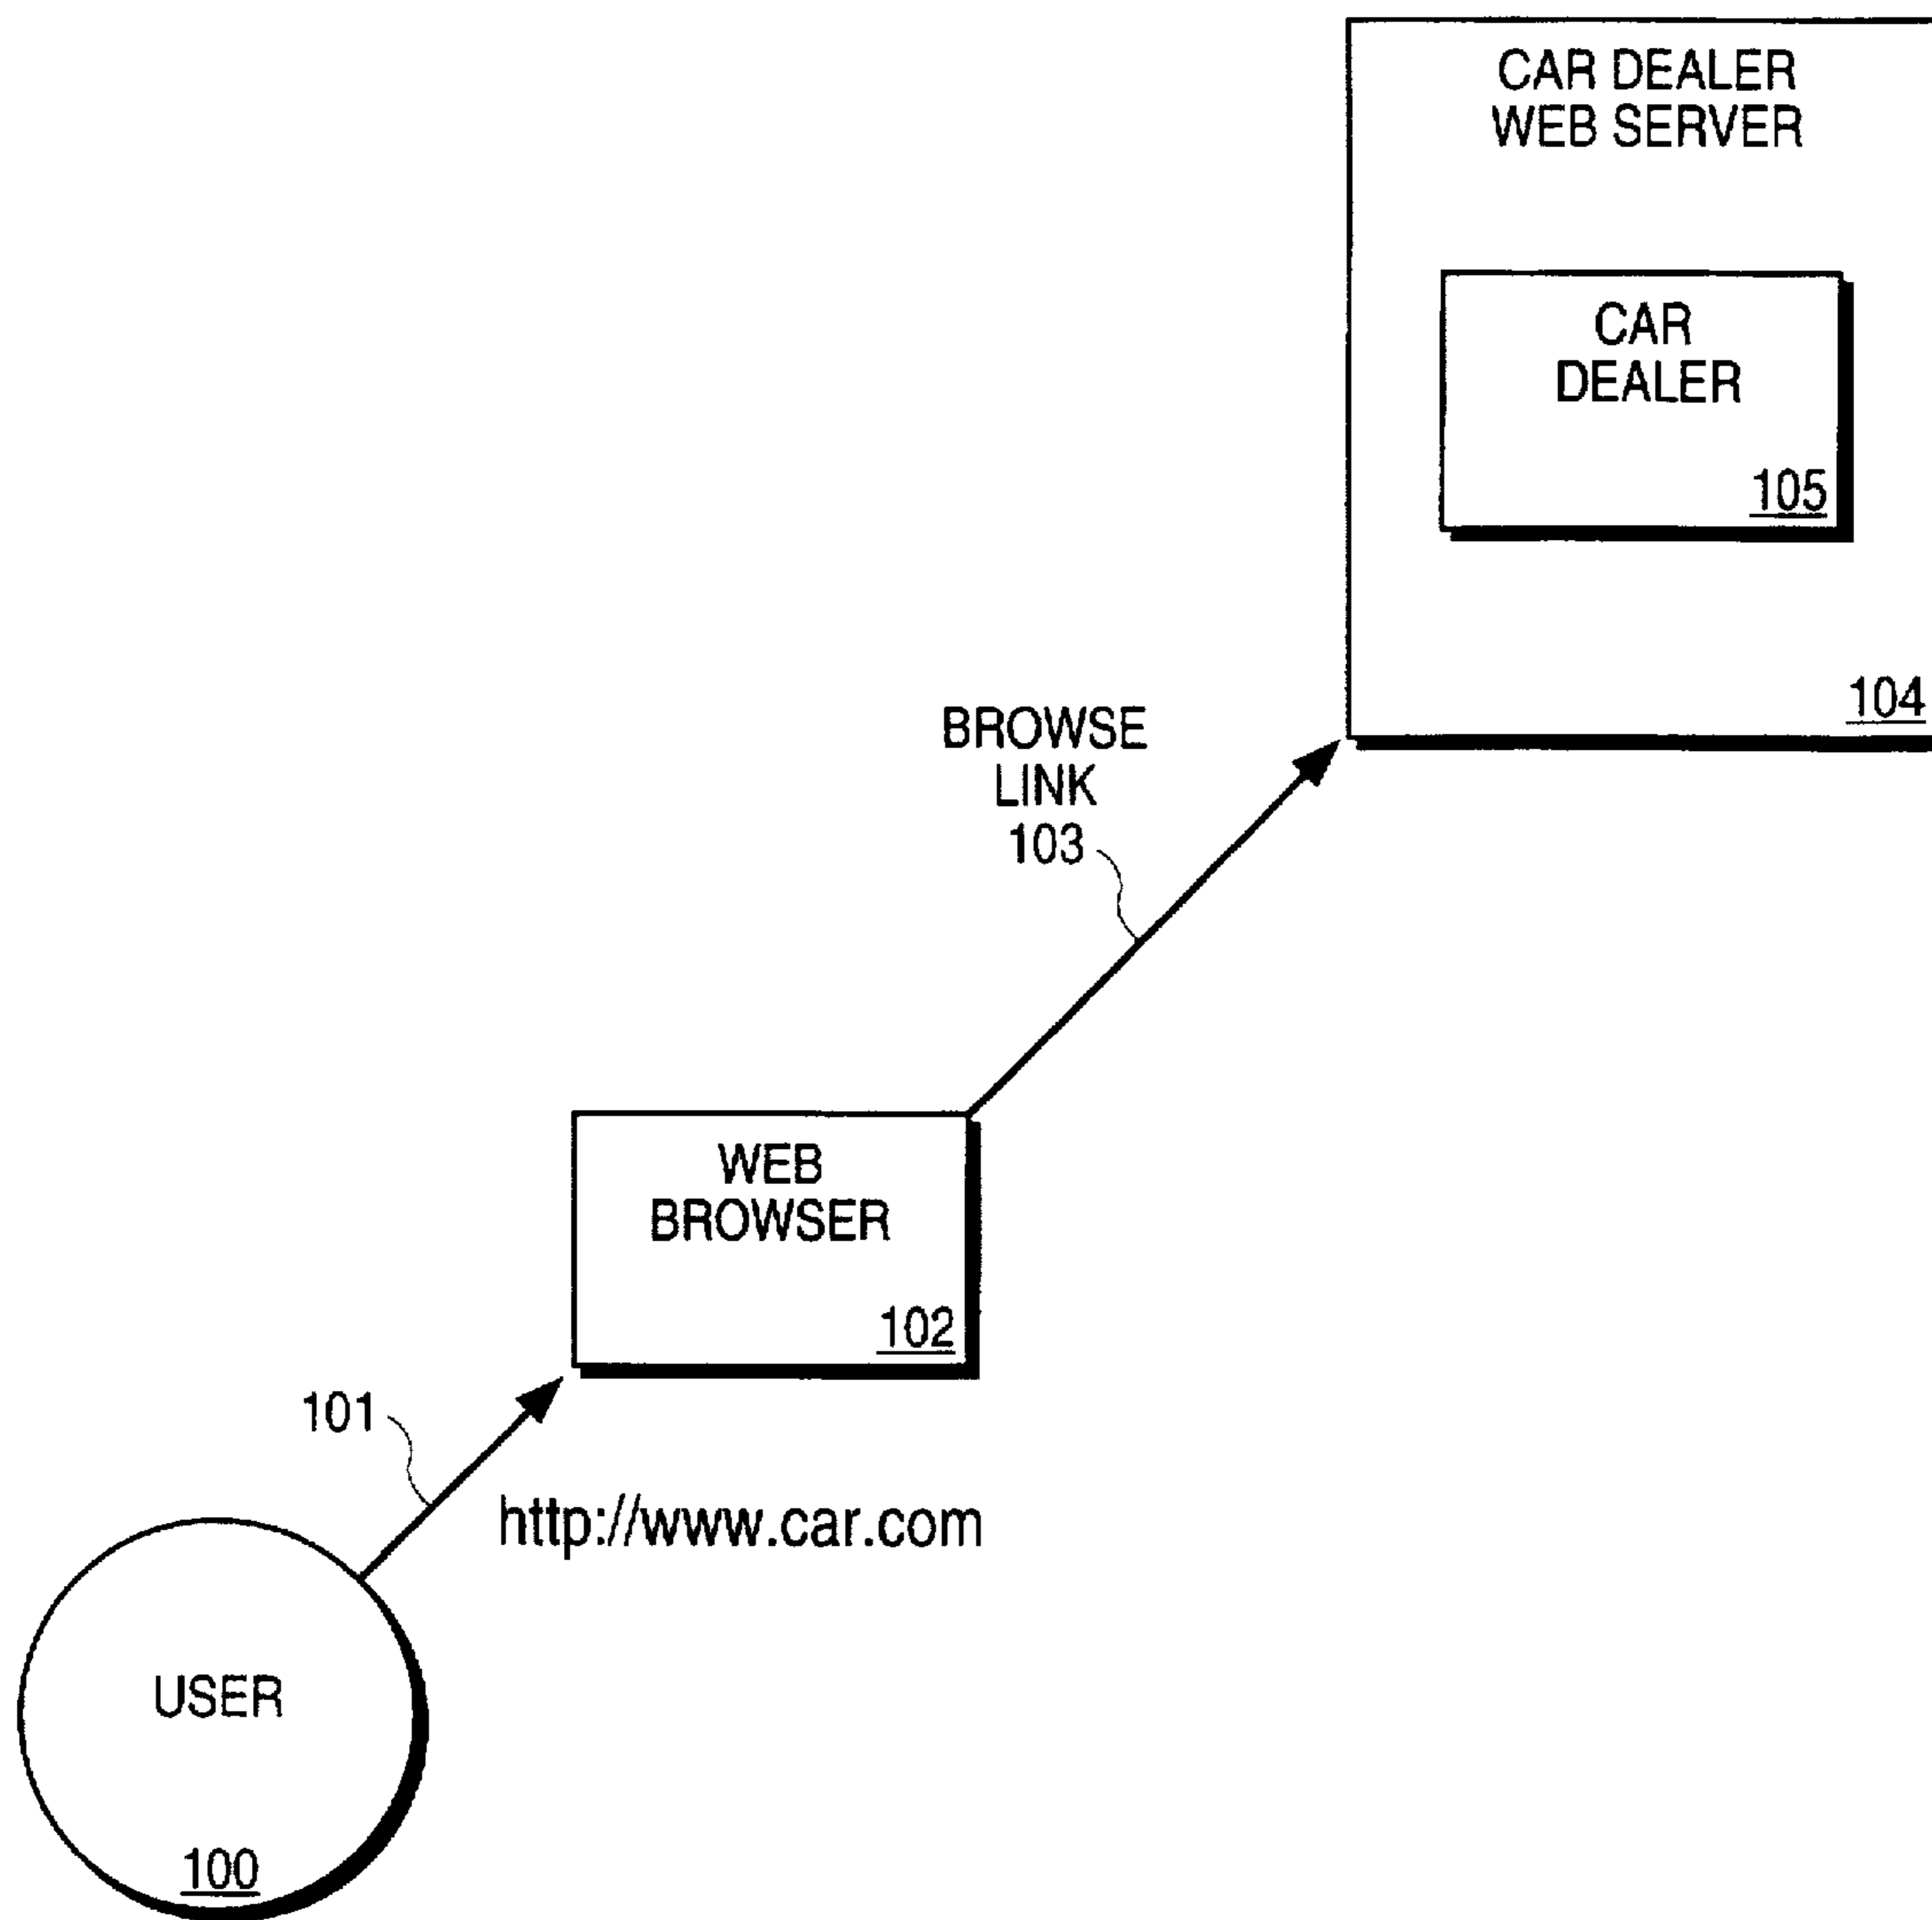 CAR DEALER
WEB SERVER
CAR
DEALER
105
104
BROWSE
LINK
103
WEB
BROWSER
102
101
http://www.car.com
USER
100